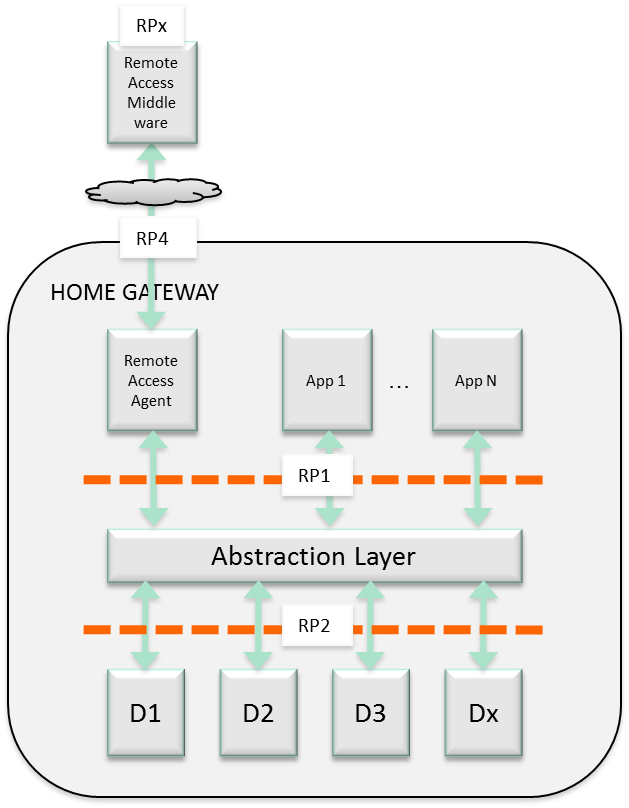 RPx
Remote
Access
Middle
ware
RP4
HOME GATEWAY
Remote
Access
Agent
App 1
...
App N
RP1
Abstraction Layer
RP2
D1
D2
D3
Dx